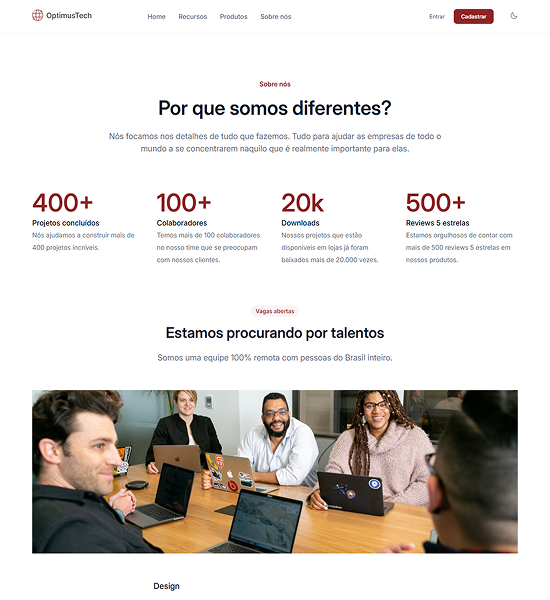 OptimusTech
Home Recursos Produtos Sobre nós
Entrar Cadastrar
Sobre nós
Por que somos diferentes?
Nós focamos nos detalhes de tudo que fazemos. Tudo para ajudar as empresas de todo o
mundo a se concentrarem naquilo que é realmente importante para elas.
400+
Projetos concluídos
Nós ajudamos a construir mais de
400 projetos incríveis.
100+
Colaboradores
Temos mais de 100 colaboradores
no nosso time que se preocupam
com nossos clientes.
20k
Downloads
Nossos projetos que estão
disponíveis em lojas já foram
baixados mais de 20.000 vezes.
500+
Reviews 5 estrelas
Estamos orgulhosos de contar com
mais de 500 reviews 5 estrelas em
nossos produtos.
Vagas abertas
Estamos procurando por talentos
Somos uma equipe 100% remota com pessoas do Brasil inteiro.
Design